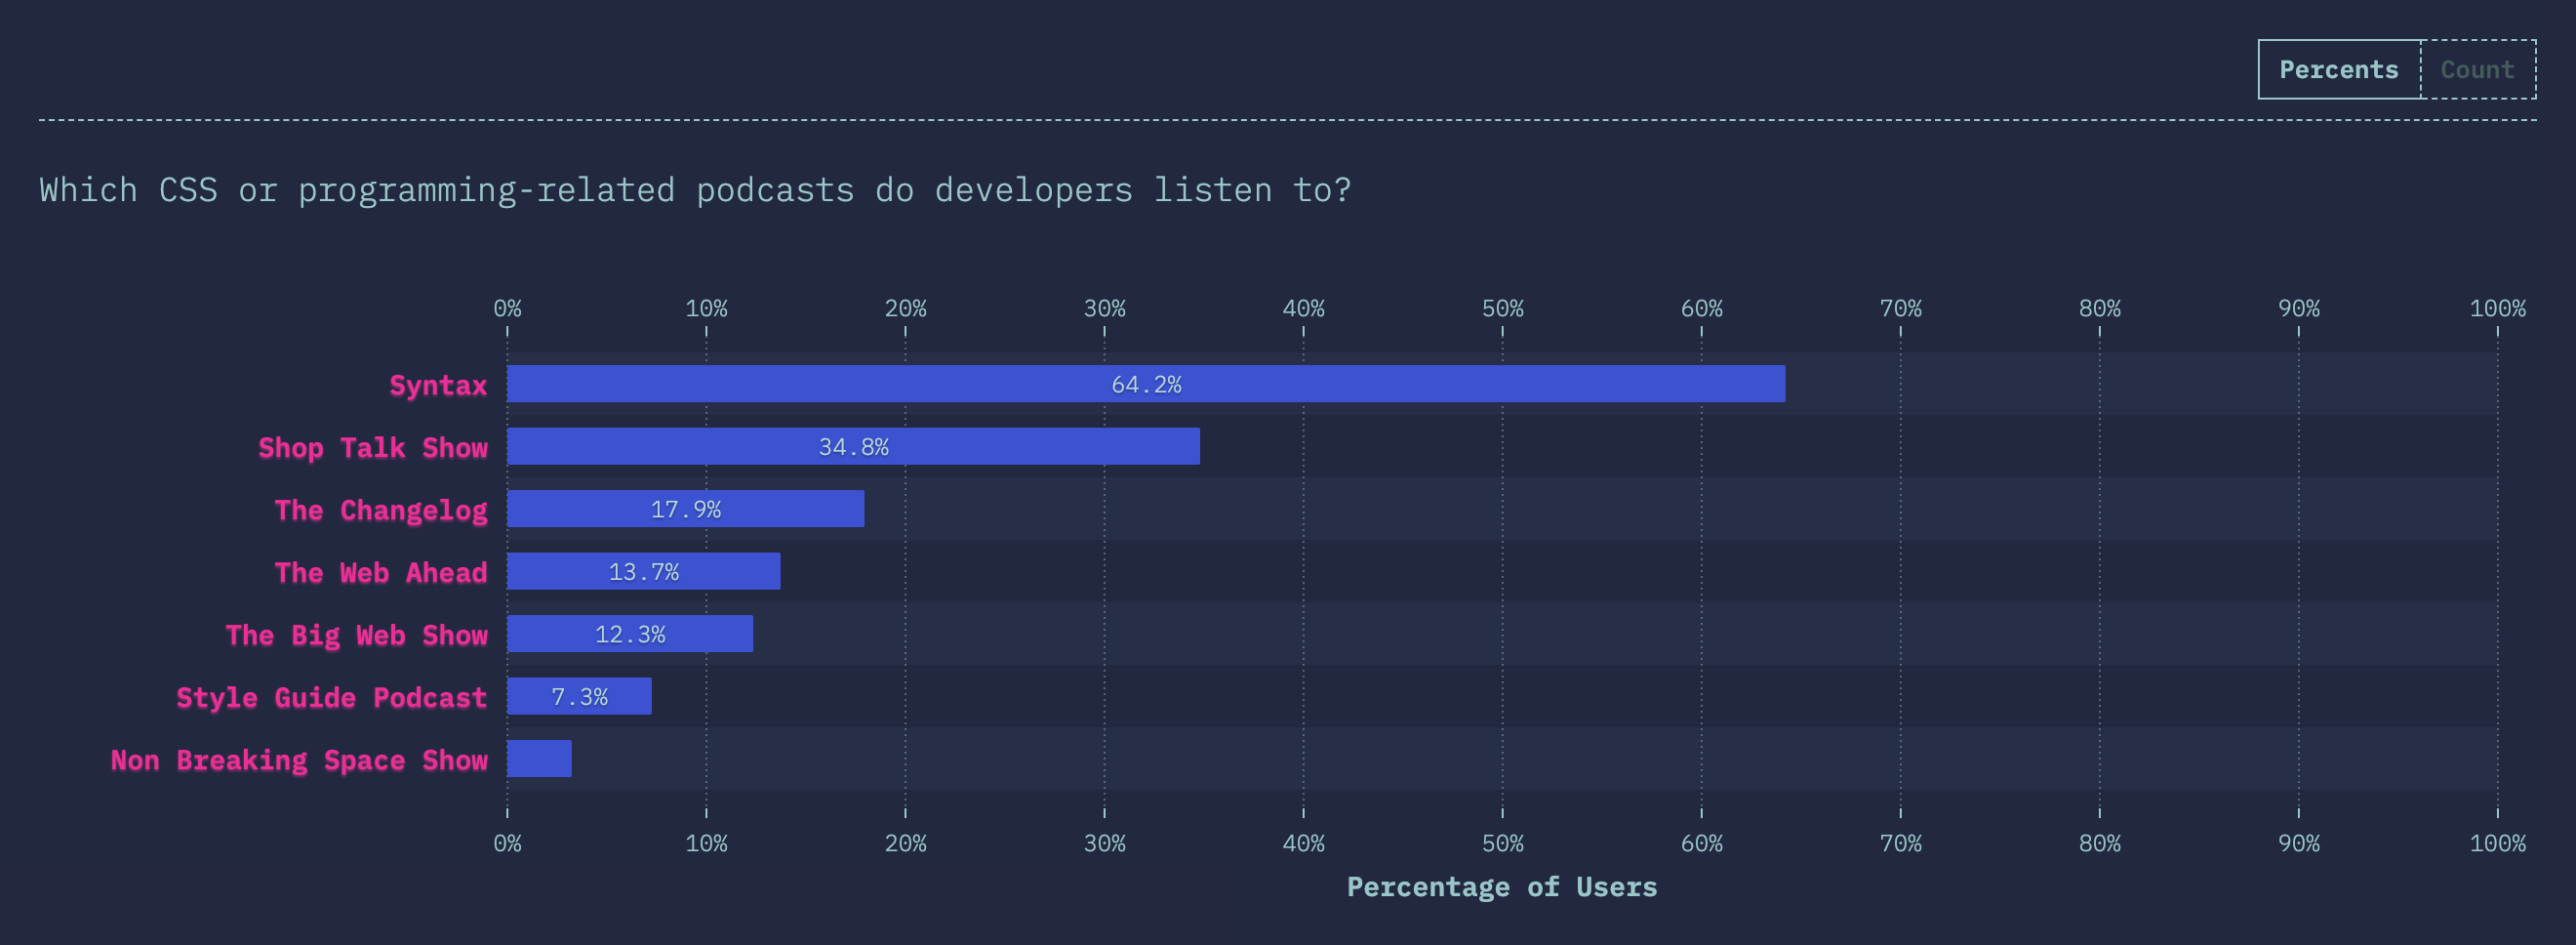 Percents Count
Which CSS or programming-related podcasts do developers listen to?
0% 10% 20% 30% 40% 50% 60% 70% 80% 90% 100%
Syntax 64.2%
Shop Talk Show 34.8%
The Changelog 17.9%
The Web Ahead 13.7%
The Big Web Show 12.3%
Style Guide Podcast 7.3%
Non Breaking Space Show
0% 10% 20% 30% 40% 50% 60% 70% 80% 90% 100%
Percentage of Users